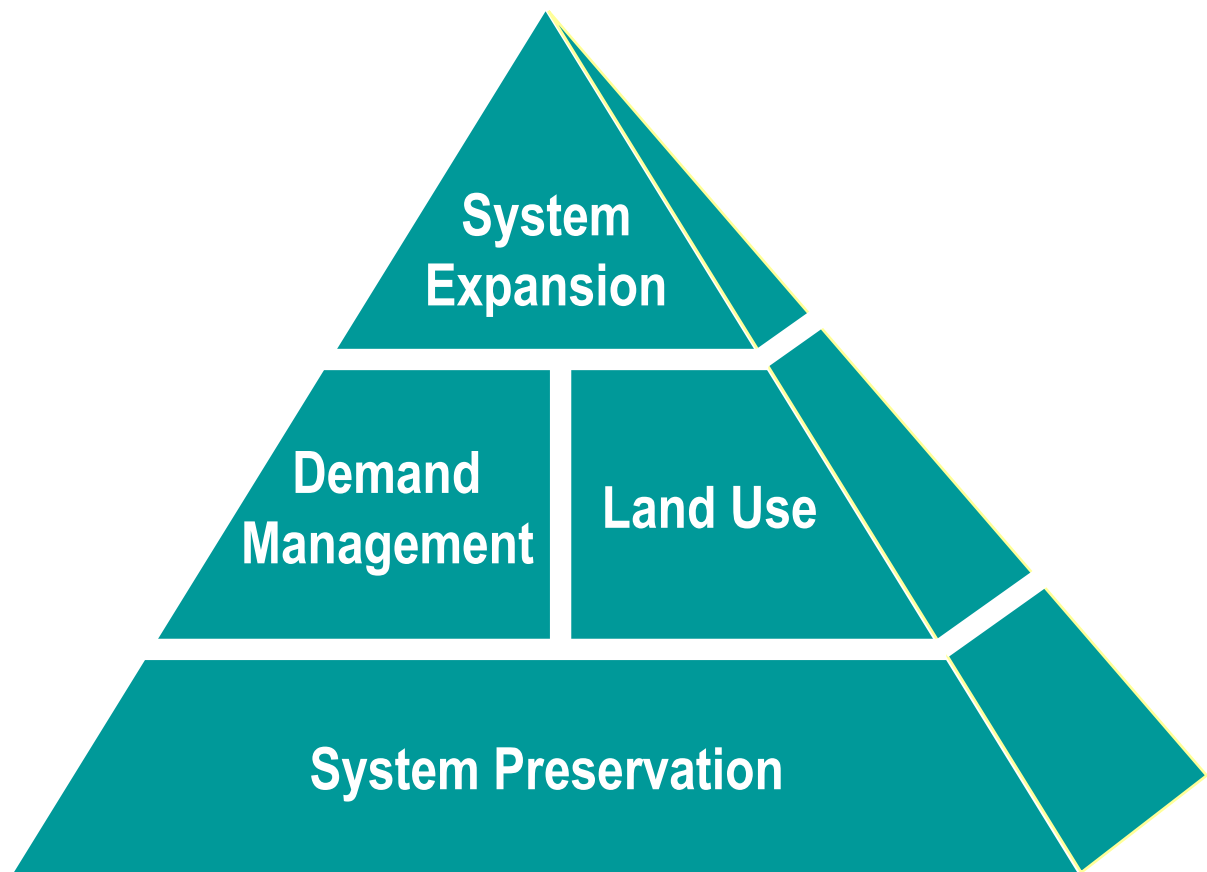 System
Expansion
Demand
Management
Land Use
System Preservation